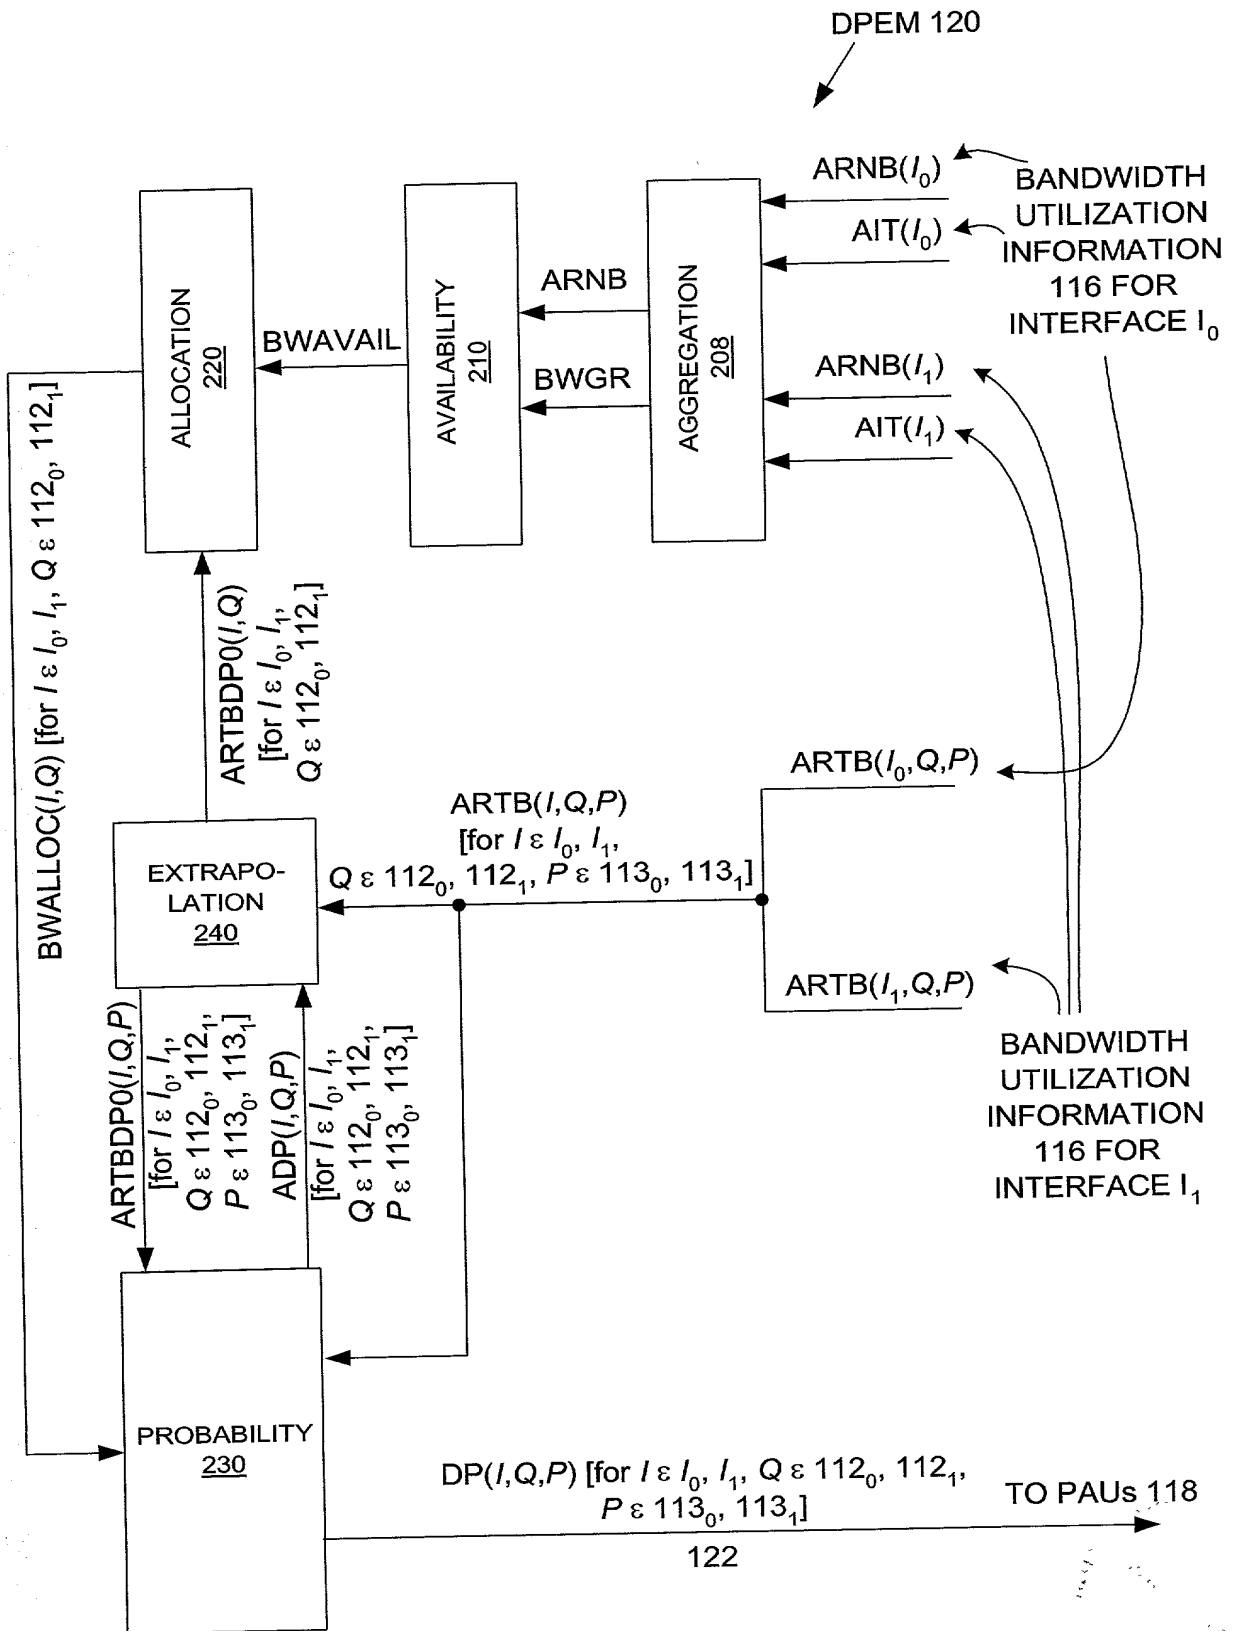 DPEM 120
ARNB(I₀)
AIT(I₀)
BANDWIDTH
UTILIZATION
INFORMATION
116 FOR
INTERFACE I₀
ARNB(I₁)
AIT(I₁)
AGGREGATION
208
ARNB
BWGR
AVAILABILITY
210
BWAVAIL
ALLOCATION
220
BWALLOC(I,Q) [for I ε I₀, I₁, Q ε 112₀, 112₁]
ARTBDP0(I,Q)
[for I ε I₀, I₁,
Q ε 112₀, 112₁]
ARTB(I₀,Q,P)
ARTB(I,Q,P)
[for I ε I₀, I₁,
Q ε 112₀, 112₁, P ε 113₀, 113₁]
EXTRAPO-
LATION
240
ARTB(I₁,Q,P)
BANDWIDTH
UTILIZATION
INFORMATION
116 FOR
INTERFACE I₁
ARTBDP0(I,Q,P)
[for I ε I₀, I₁,
Q ε 112₀, 112₁,
P ε 113₀, 113₁]
ADP(I,Q,P)
[for I ε I₀, I₁,
Q ε 112₀, 112₁,
P ε 113₀, 113₁]
PROBABILITY
230
DP(I,Q,P) [for I ε I₀, I₁, Q ε 112₀, 112₁,
P ε 113₀, 113₁]
TO PAUs 118
122